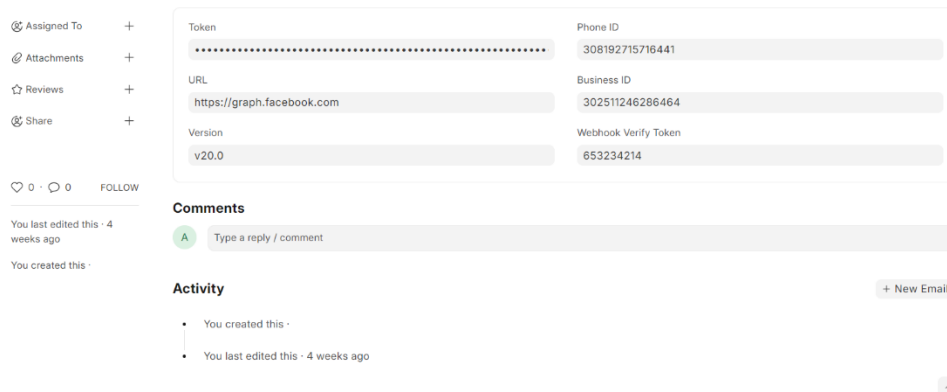 Assigned To
Attachments
Reviews
Share
0 · 0 FOLLOW
You last edited this · 4
weeks ago
You created this ·
Token Phone ID
•••••••••••••••••••••••••••••••••••••••••••••••••••••••••• 308192715716441
URL Business ID
https://graph.facebook.com 302511246286464
Version Webhook Verify Token
v20.0 653234214
Comments
A Type a reply / comment
Activity + New Email
You created this ·
You last edited this · 4 weeks ago